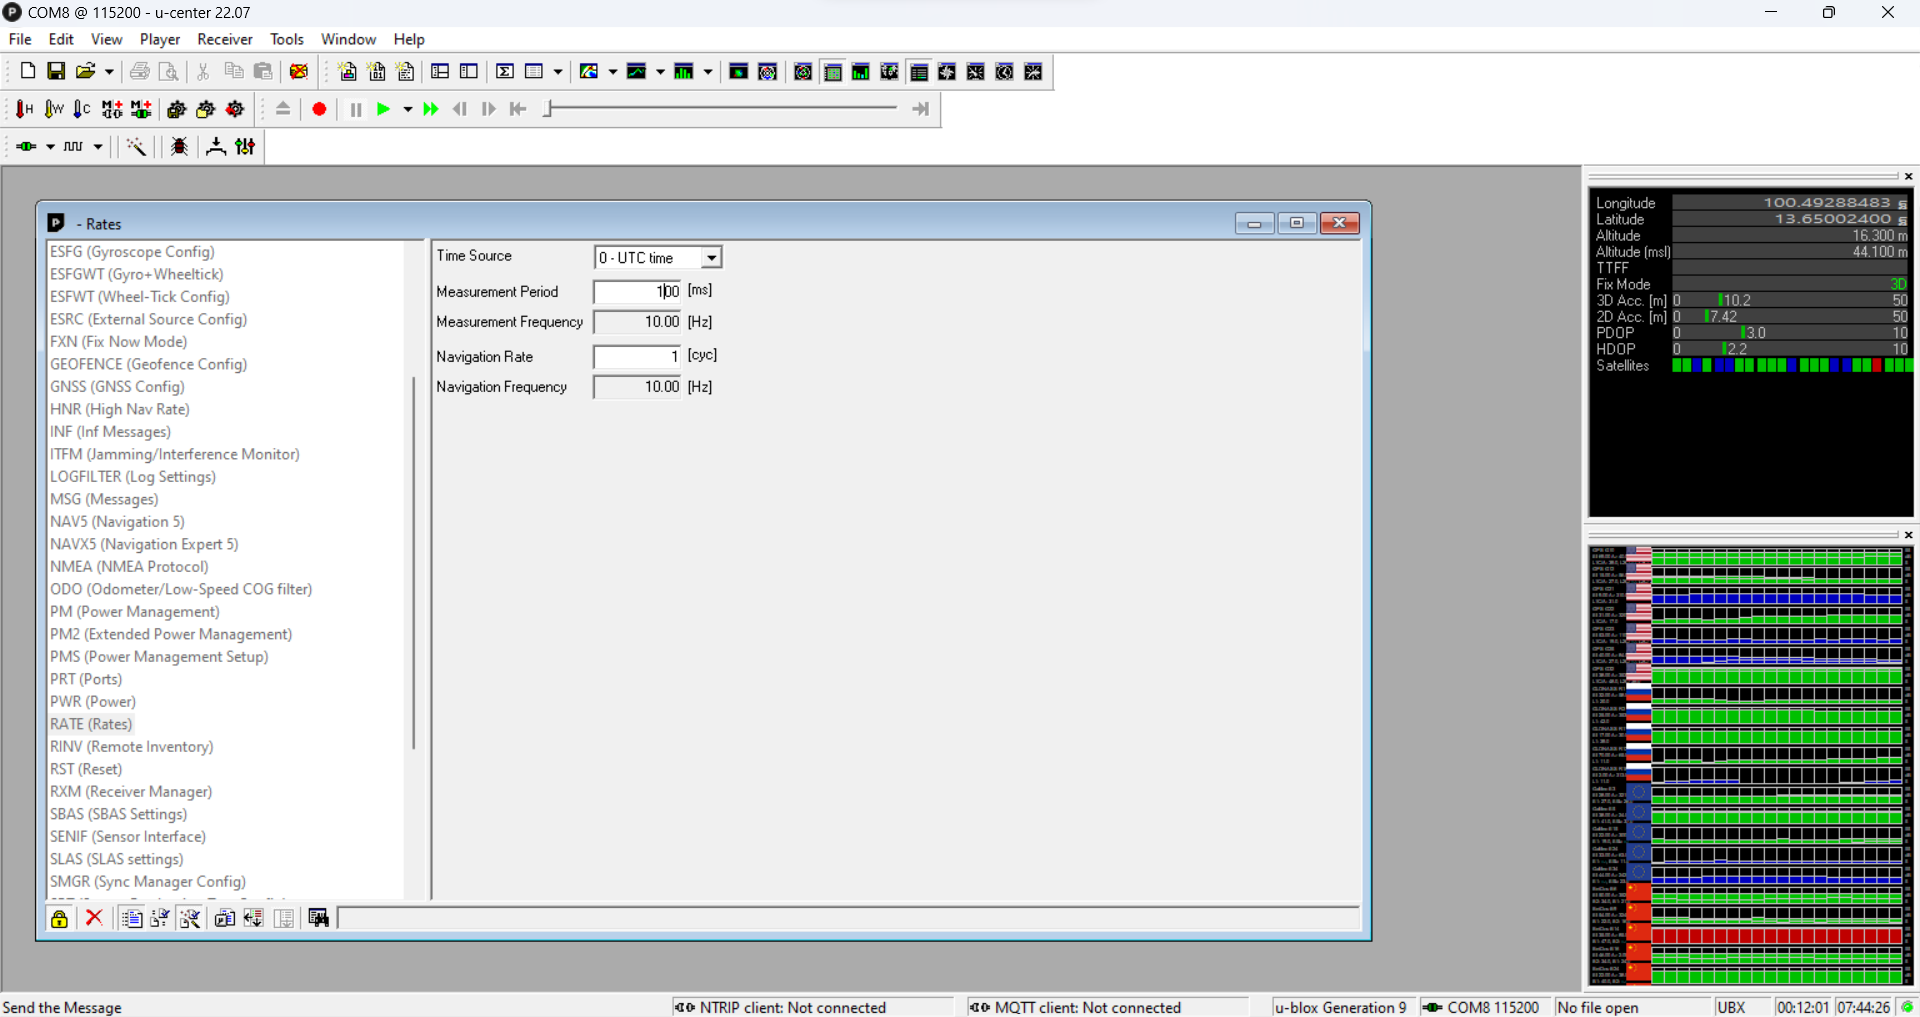 COM8 @ 115200 - u-center 22.07
File Edit View Player Receiver Tools Window Help
- Rates
ESFG (Gyroscope Config)
ESFGWT (Gyro+Wheeltick)
ESFWT (Wheel-Tick Config)
ESRC (External Source Config)
FXN (Fix Now Mode)
GEOFENCE (Geofence Config)
GNSS (GNSS Config)
HNR (High Nav Rate)
INF (Inf Messages)
ITFM (Jamming/Interference Monitor)
LOGFILTER (Log Settings)
MSG (Messages)
NAV5 (Navigation 5)
NAVX5 (Navigation Expert 5)
NMEA (NMEA Protocol)
ODO (Odometer/Low-Speed COG filter)
PM (Power Management)
PM2 (Extended Power Management)
PMS (Power Management Setup)
PRT (Ports)
PWR (Power)
RATE (Rates)
RINV (Remote Inventory)
RST (Reset)
RXM (Receiver Manager)
SBAS (SBAS Settings)
SENIF (Sensor Interface)
SLAS (SLAS settings)
SMGR (Sync Manager Config)
Time Source 0 - UTC time
Measurement Period 100 [ms]
Measurement Frequency 10.00 [Hz]
Navigation Rate 1 [cyc]
Navigation Frequency 10.00 [Hz]
Longitude 100.49288483
Latitude 13.65002400
Altitude 16.300 m
Altitude (msl) 44.100 m
TTFF
Fix Mode 3D
3D Acc. [m] 0 10.2 50
2D Acc. [m] 0 7.42 50
PDOP 0 3.0 10
HDOP 0 2.2 10
Satellites
Send the Message
NTRIP client: Not connected
MQTT client: Not connected
u-blox Generation 9
COM8 115200
No file open
UBX
00:12:01
07:44:26